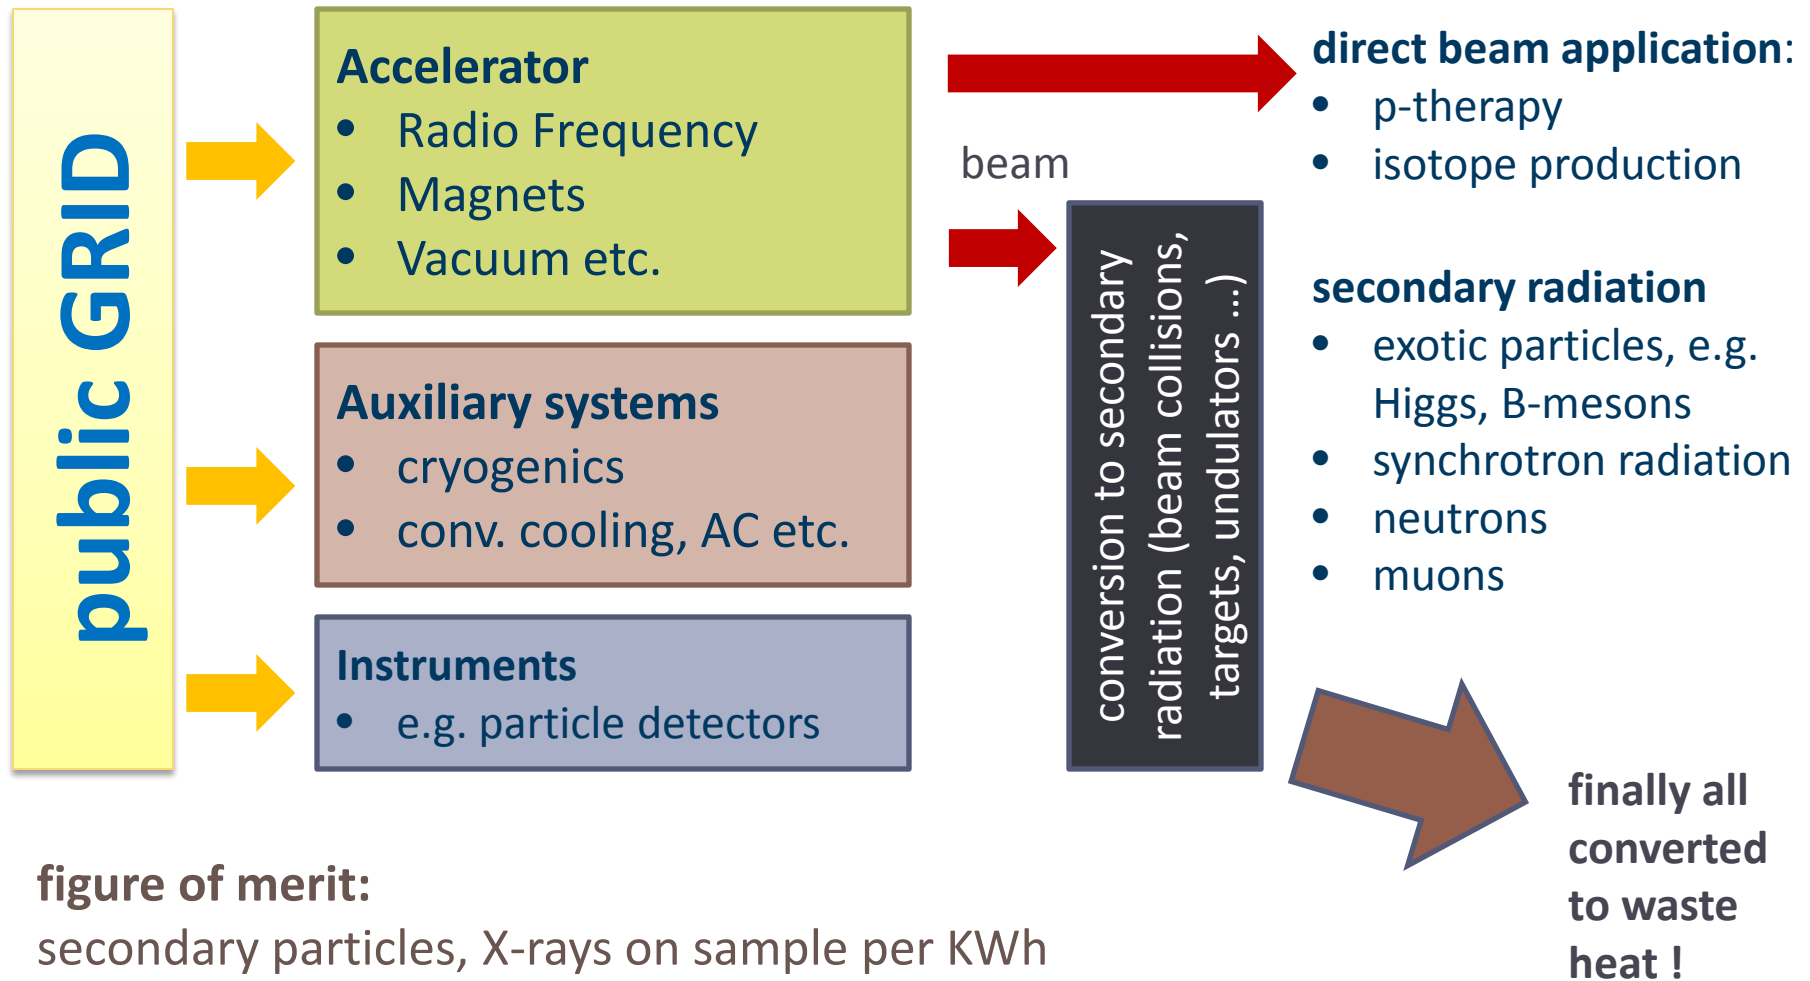 public GRID
Accelerator
• Radio Frequency
• Magnets
• Vacuum etc.
Auxiliary systems
• cryogenics
• conv. cooling, AC etc.
Instruments
• e.g. particle detectors
beam
conversion to secondary
radiation (beam collisions,
targets, undulators ...)
direct beam application:
• p-therapy
• isotope production
secondary radiation
• exotic particles, e.g.
Higgs, B-mesons
• synchrotron radiation
• neutrons
• muons
finally all
converted
to waste
heat !
figure of merit:
secondary particles, X-rays on sample per KWh